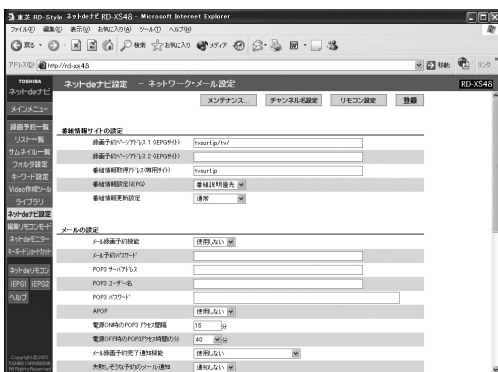 東芝 RD-Style ネットdeナビ RD-XS48 - Microsoft Internet Explorer
ファイル(F) 編集(E) 表示(V) お気に入り(A) ツール(T) ヘルプ(H)
戻る 検索 お気に入り メディア
アドレス(D) http://rd-xs48 移動 リンク
TOSHIBA
ネットdeナビ
ネットdeナビ設定 - ネットワーク・メール設定
RD-XS48
メンテナンス... チャンネル名設定 リモコン設定 登録
メインメニュー
録画予約一覧
リスト一覧
サムネイル一覧
フォルダ設定
キーワード設定
Video作成ツール
ライブラリ
ネットdeナビ設定
編集リモコンモード
ネットdeモニター
キーボードショートカット
ネットdeリモコン
iEPG1 iEPG2
ヘルプ
Copyright ©2005
TOSHIBA CORPORATION
All Rights Reserved
番組情報サイトの設定
録画予約ページアドレス 1 (iEPGサイト) tvsurf.jp/tv/
録画予約ページアドレス 2 (iEPGサイト)
番組情報取得アドレス(専用サイト) tvsurf.jp
番組情報設定(iEPG) 番組説明優先
番組情報更新設定 通常
メールの設定
メール録画予約機能 使用しない
メール予約パスワード
POP3 サーバアドレス
POP3 ユーザー名
POP3 パスワード
APOP 使用しない
電源ON時のPOP3 アクセス間隔 15 分
電源OFF時のPOP3アクセス時間の分 40 分
メール録画予約完了通知機能 使用しない
失敗しそうな予約のメール通知 通知しない